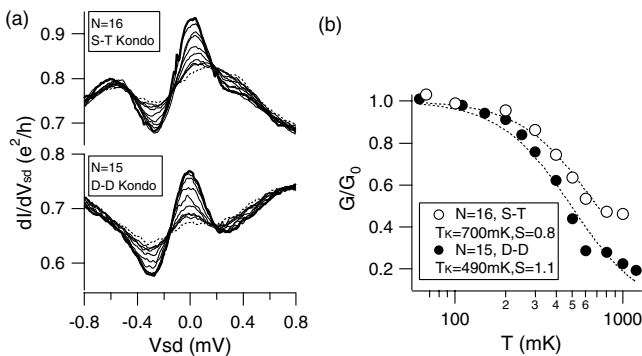 (a)
N=16
S-T Kondo
0.9
0.8
0.7
0.8
N=15
D-D Kondo
0.7
0.6
dI/dVsd (e²/h)
-0.8
-0.4
0.0
0.4
0.8
Vsd (mV)
(b)
1.0
0.8
0.6
0.4
0.2
G/G₀
N=16, S-T
TK=700mK,S=0.8
N=15, D-D
TK=490mK,S=1.1
100
2
3
4
5
6
1000
T (mK)